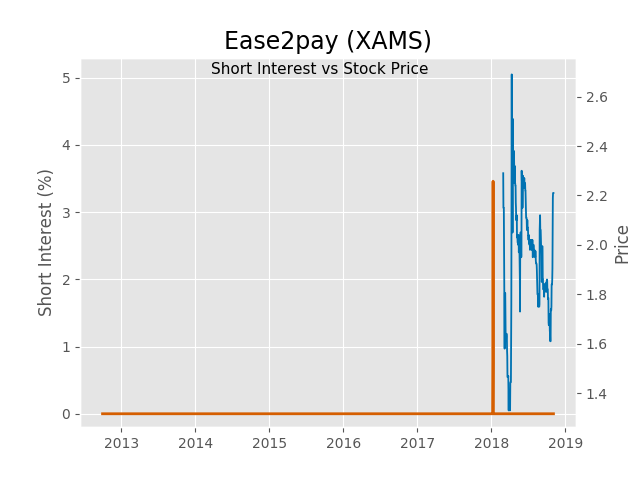 Ease2pay (XAMS)
Short Interest vs Stock Price
Short Interest (%)
5
4
3
2
1
0
2.6
2.4
2.2
2.0
1.8
1.6
1.4
Price
2013 2014 2015 2016 2017 2018 2019